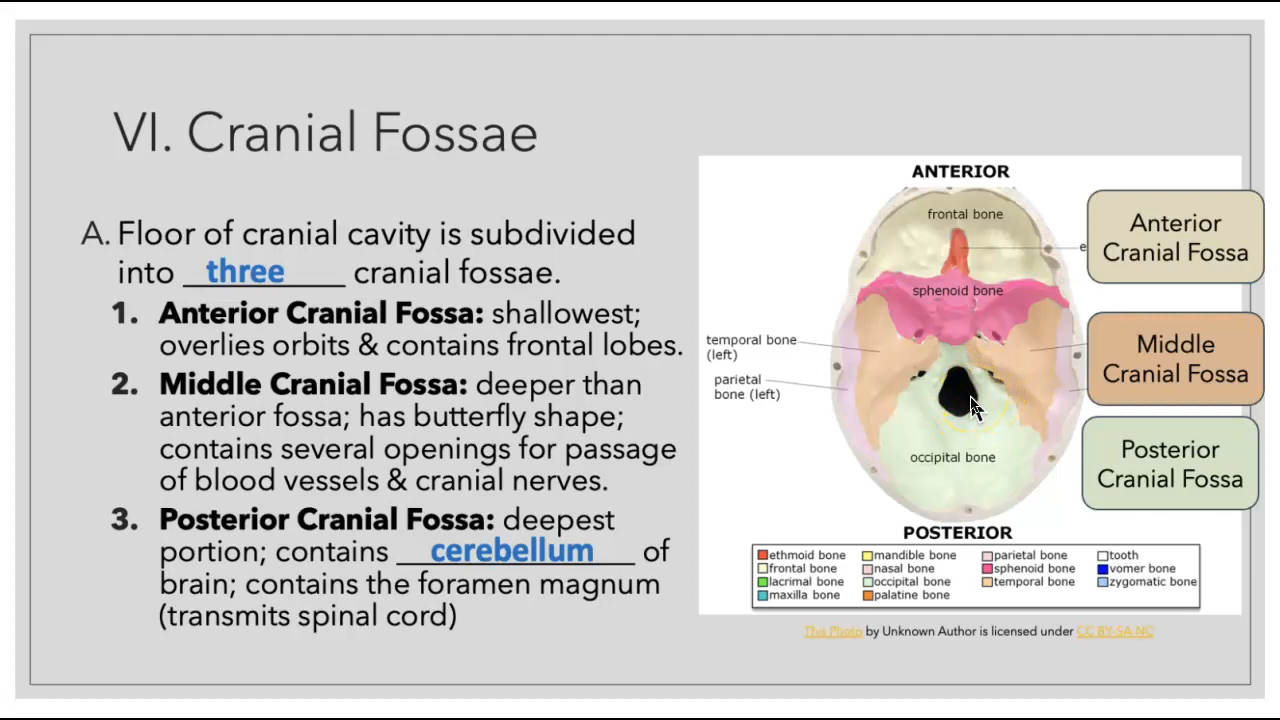 VI. Cranial Fossae
A. Floor of cranial cavity is subdivided
into three cranial fossae.
1. Anterior Cranial Fossa: shallowest;
overlies orbits & contains frontal lobes.
2. Middle Cranial Fossa: deeper than
anterior fossa; has butterfly shape;
contains several openings for passage
of blood vessels & cranial nerves.
3. Posterior Cranial Fossa: deepest
portion; contains cerebellum of
brain; contains the foramen magnum
(transmits spinal cord)
ANTERIOR
frontal bone
e
sphenoid bone
temporal bone
(left)
parietal
bone (left)
occipital bone
POSTERIOR
Anterior
Cranial Fossa
Middle
Cranial Fossa
Posterior
Cranial Fossa
ethmoid bone mandible bone parietal bone tooth
frontal bone nasal bone sphenoid bone vomer bone
lacrimal bone occipital bone temporal bone zygomatic bone
maxilla bone palatine bone
This Photo by Unknown Author is licensed under CC BY-SA-NC